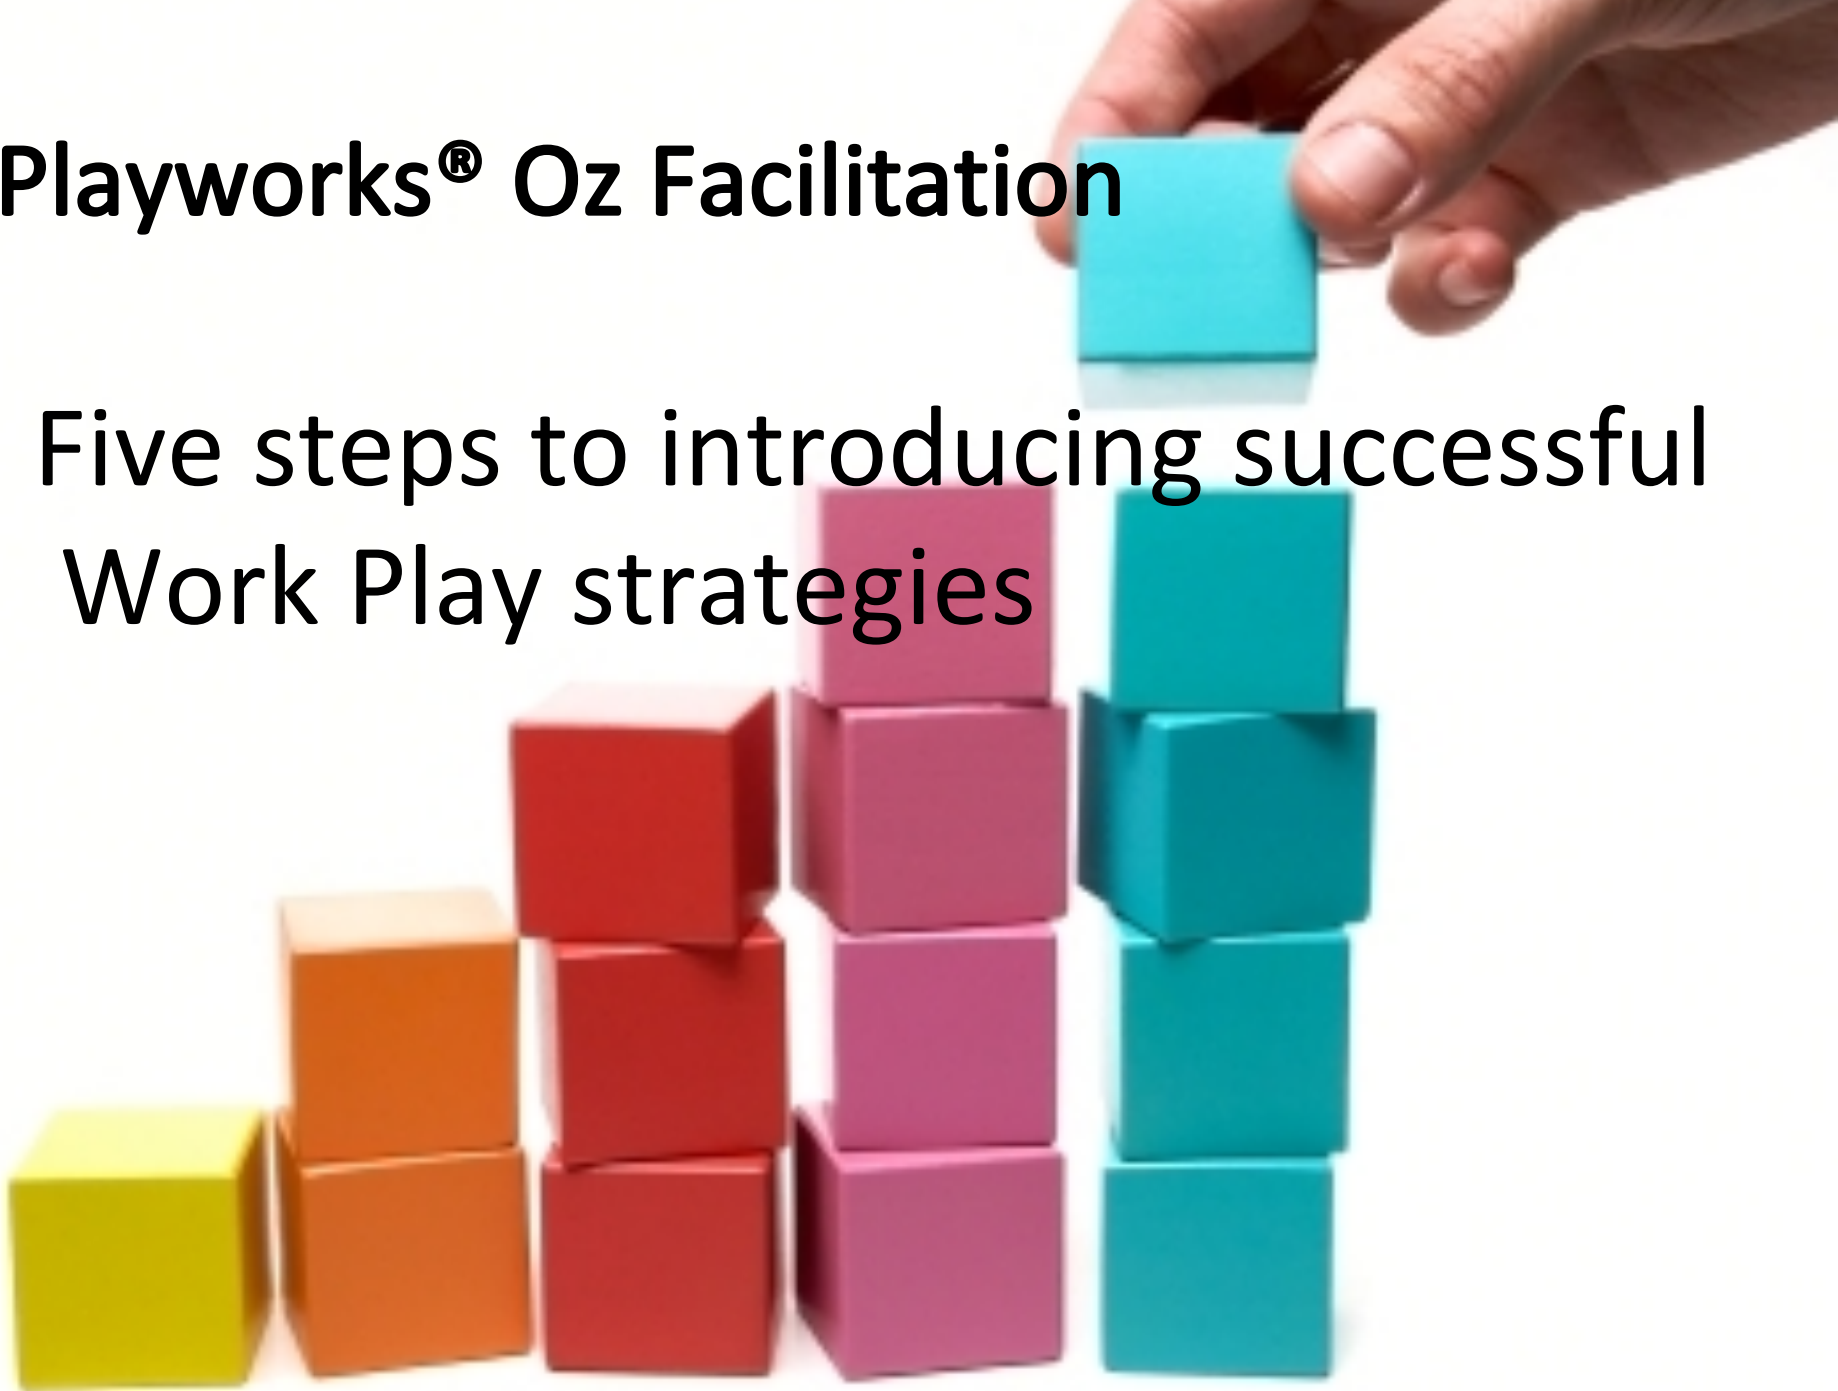 Playworks® Oz Facilitation
Five steps to introducing successful
Work Play strategies